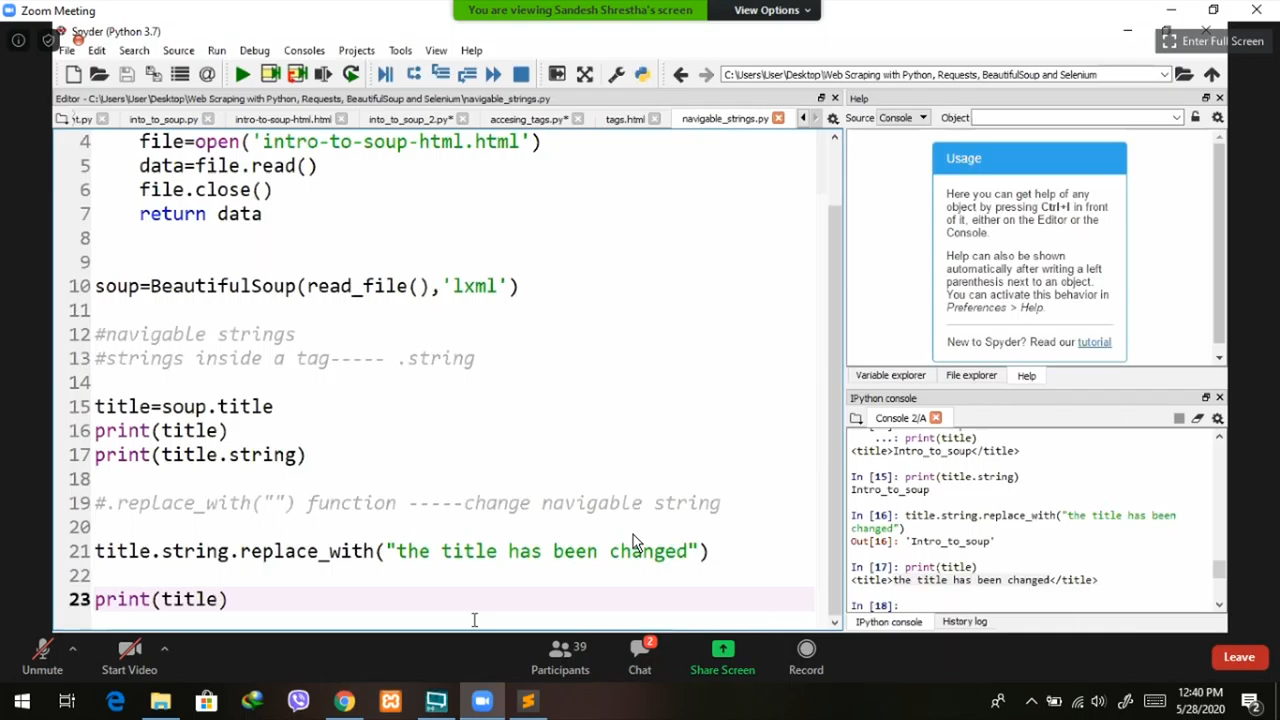 Zoom Meeting
You are viewing Sandesh Shrestha's screen
View Options
Spyder (Python 3.7)
Enter Full Screen
File Edit Search Source Run Debug Consoles Projects Tools View Help
C:\Users\User\Desktop\Web Scraping with Python, Requests, BeautifulSoup and Selenium
Editor - C:\Users\User\Desktop\Web Scraping with Python, Requests, BeautifulSoup and Selenium\navigable_strings.py
t.py into_to_soup.py intro-to-soup-html.html into_to_soup_2.py* accesing_tags.py* tags.html navigable_strings.py
4 file=open('intro-to-soup-html.html')
5 data=file.read()
6 file.close()
7 return data
8
9
10 soup=BeautifulSoup(read_file(),'lxml')
11
12 #navigable strings
13 #strings inside a tag----- .string
14
15 title=soup.title
16 print(title)
17 print(title.string)
18
19 #.replace_with("") function -----change navigable string
20
21 title.string.replace_with("the title has been changed")
22
23 print(title)
Help
Source Console Object
Usage
Here you can get help of any
object by pressing Ctrl+I in front
of it, either on the Editor or the
Console.
Help can also be shown
automatically after writing a left
parenthesis next to an object.
You can activate this behavior in
Preferences > Help.
New to Spyder? Read our tutorial
Variable explorer File explorer Help
IPython console
Console 2/A
...: print(title)
<title>Intro_to_soup</title>
In [15]: print(title.string)
Intro_to_soup
In [16]: title.string.replace_with("the title has been
changed")
Out[16]: 'Intro_to_soup'
In [17]: print(title)
<title>the title has been changed</title>
In [18]:
IPython console History log
Unmute
Start Video
39
Participants
2
Chat
Share Screen
Record
Leave
12:40 PM
5/28/2020
2